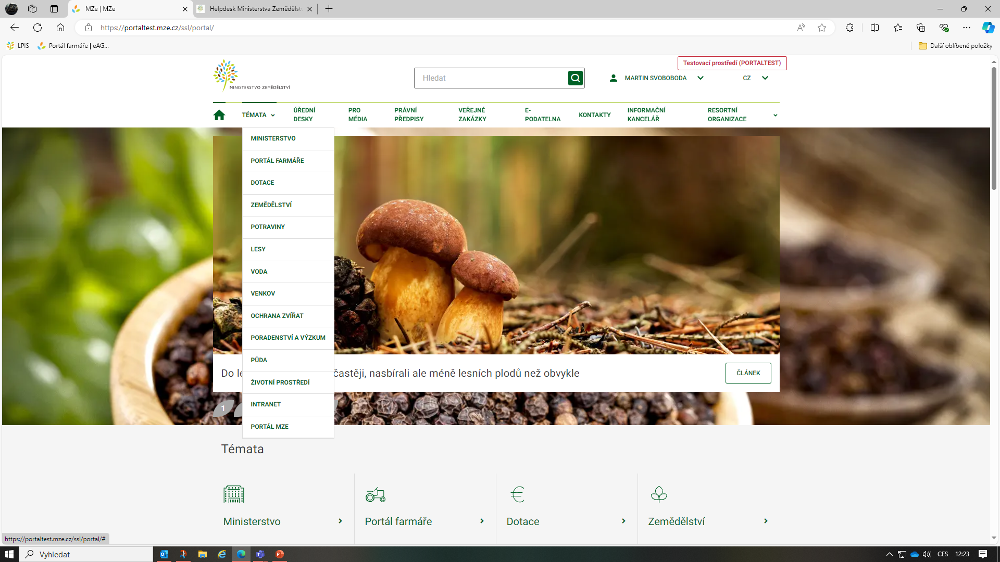 MZe | MZe
Helpdesk Ministerstva Zemědělst
https://portaltest.mze.cz/ssl/portal/
LPIS
Portál farmáře | eAG...
Další oblíbené položky
Testovací prostředí (PORTALTEST)
MINISTERSTVO ZEMĚDĚLSTVÍ
Hledat
MARTIN SVOBOBODA
CZ
TÉMATA
ÚŘEDNÍ DESKY
PRO MÉDIA
PRÁVNÍ PŘEDPISY
VEŘEJNÉ ZAKÁZKY
E-PODATELNA
KONTAKTY
INFORMAČNÍ KANCELÁŘ
RESORTNÍ ORGANIZACE
MINISTERSTVO
PORTÁL FARMÁŘE
DOTACE
ZEMĚDĚLSTVÍ
POTRAVINY
LESY
VODA
VENKOV
OCHRANA ZVÍŘAT
PORADENSTVÍ A VÝZKUM
PŮDA
ŽIVOTNÍ PROSTŘEDÍ
INTRANET
PORTÁL MZE
Do le
častěji, nasbírali ale méně lesních plodů než obvykle
ČLÁNEK
1
Témata
Ministerstvo
Portál farmáře
Dotace
Zemědělství
https://portaltest.mze.cz/ssl/portal/#
Vyhledat
CES
12:23